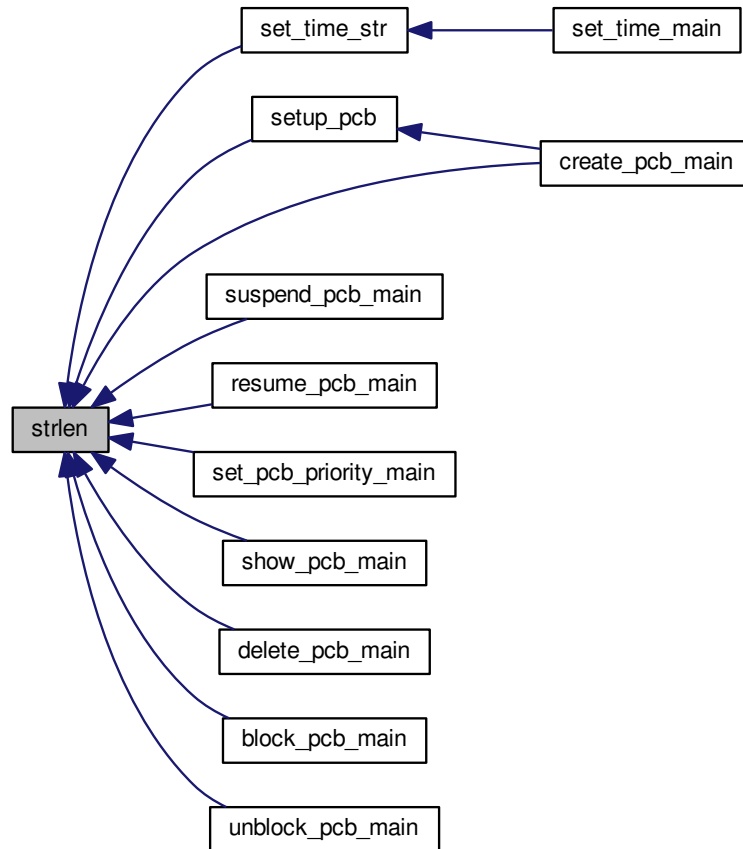 set_time_str
set_time_main
setup_pcb
create_pcb_main
suspend_pcb_main
resume_pcb_main
strlen
set_pcb_priority_main
show_pcb_main
delete_pcb_main
block_pcb_main
unblock_pcb_main